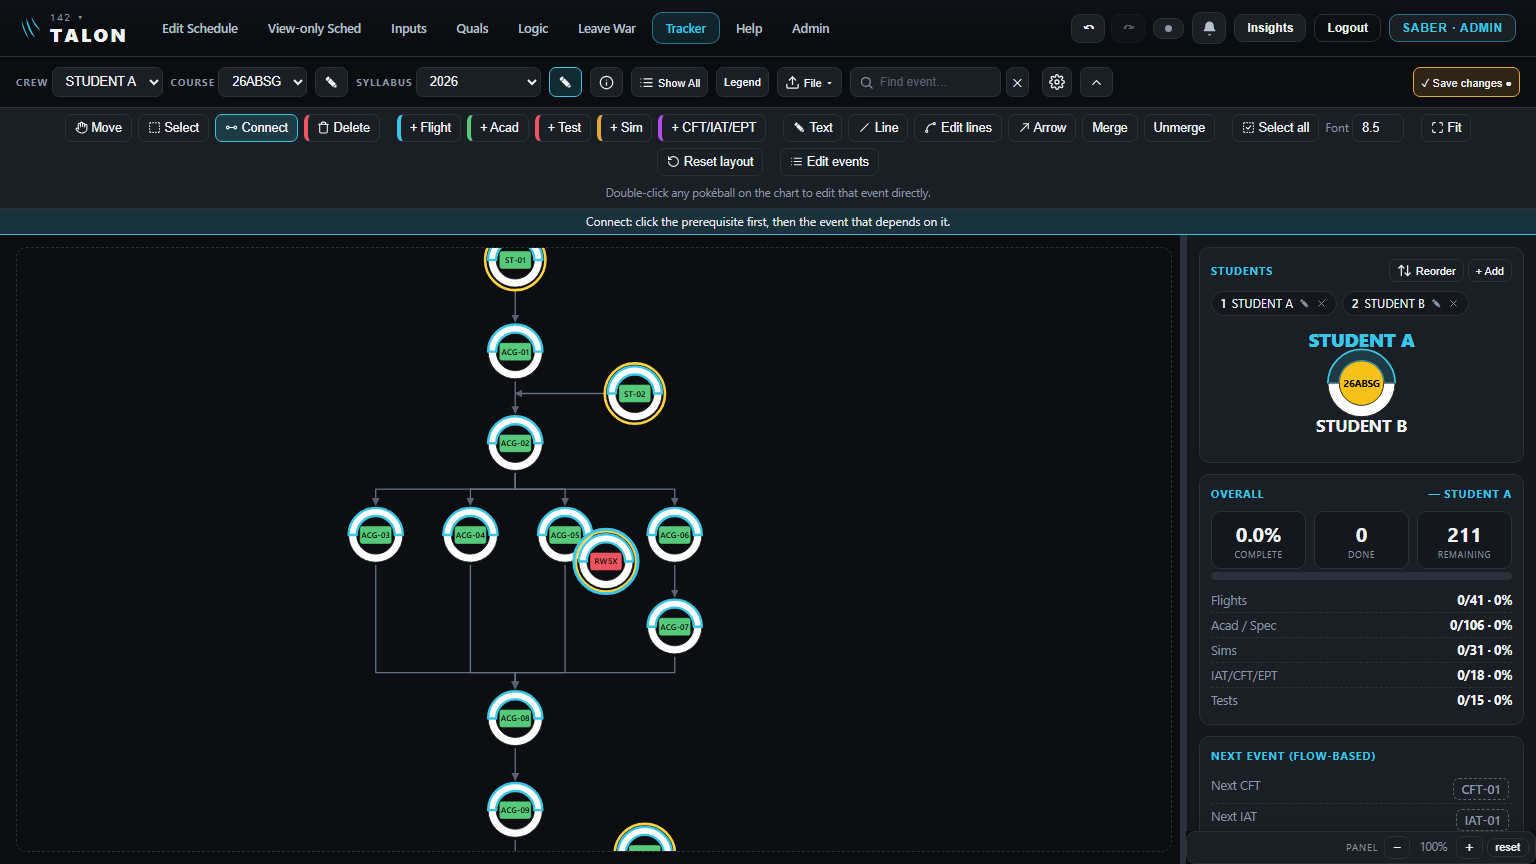 142
TALON
Edit Schedule
View-only Sched
Inputs
Quals
Logic
Leave War
Tracker
Help
Admin
Insights
Logout
SABER · ADMIN
CREW STUDENT A
COURSE 26ABSG
SYLLABUS 2026
Show All
Legend
File
Find event...
✓ Save changes ●
Move
Select
Connect
Delete
+ Flight
+ Acad
+ Test
+ Sim
+ CFT/IAT/EPT
Text
Line
Edit lines
Arrow
Merge
Unmerge
Select all
Font 8.5
Fit
Reset layout
Edit events
Double-click any pokéball on the chart to edit that event directly.
Connect: click the prerequisite first, then the event that depends on it.
ST-01
ACG-01
ST-02
ACG-02
ACG-03
ACG-04
ACG-05
ACG-06
RW5X
ACG-07
ACG-08
ACG-09
STUDENTS
Reorder
+ Add
1 STUDENT A
2 STUDENT B
STUDENT A
26ABSG
STUDENT B
OVERALL
— STUDENT A
0.0%
COMPLETE
0
DONE
211
REMAINING
Flights 0/41 · 0%
Acad / Spec 0/106 · 0%
Sims 0/31 · 0%
IAT/CFT/EPT 0/18 · 0%
Tests 0/15 · 0%
NEXT EVENT (FLOW-BASED)
Next CFT CFT-01
Next IAT IAT-01
PANEL − 100% + reset